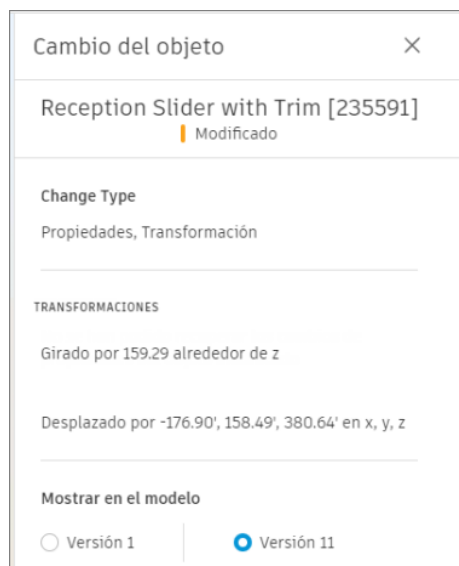 Cambio del objeto
Reception Slider with Trim [235591]
Modificado
Change Type
Propiedades, Transformación
TRANSFORMACIONES
Girado por 159.29 alrededor de z
Desplazado por -176.90', 158.49', 380.64' en x, y, z
Mostrar en el modelo
Versión 1
Versión 11